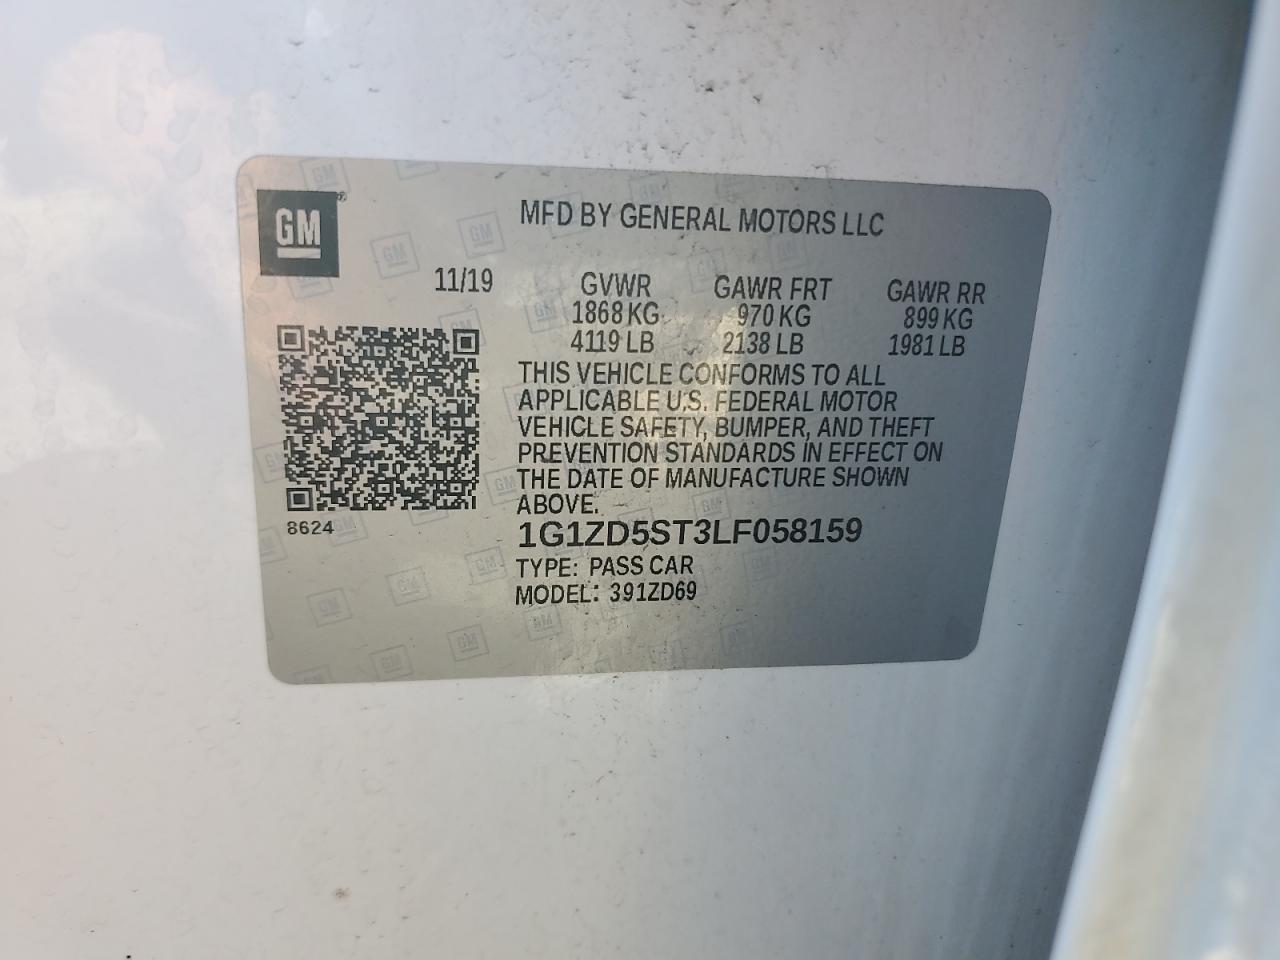 GM®
MFD BY GENERAL MOTORS LLC
11/19
GVWR GAWR FRT GAWR RR
1868 KG 970 KG 899 KG
4119 LB 2138 LB 1981 LB
THIS VEHICLE CONFORMS TO ALL
APPLICABLE U.S. FEDERAL MOTOR
VEHICLE SAFETY, BUMPER, AND THEFT
PREVENTION STANDARDS IN EFFECT ON
THE DATE OF MANUFACTURE SHOWN
ABOVE.
8624
1G1ZD5ST3LF058159
TYPE: PASS CAR
MODEL: 391ZD69